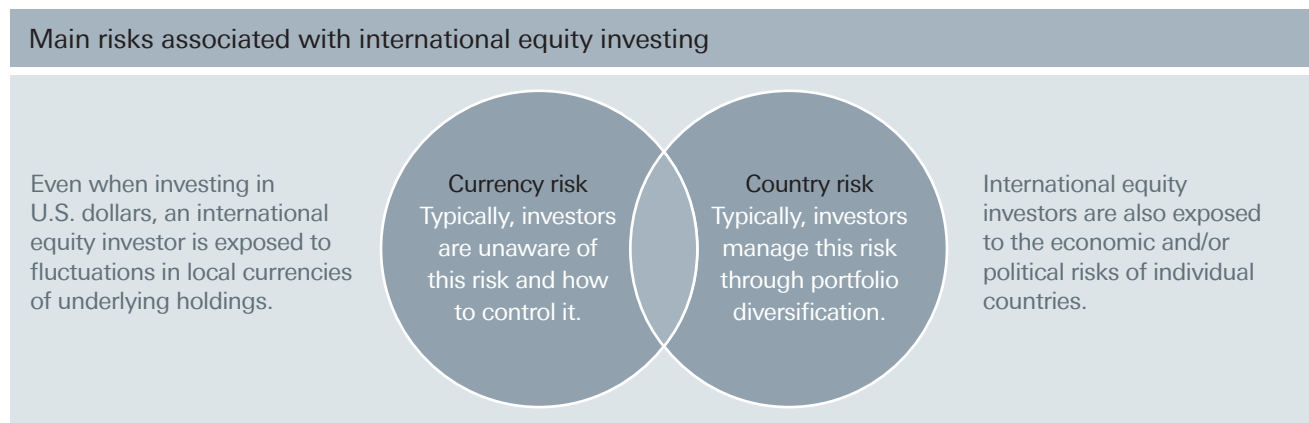 Main risks associated with international equity investing
Even when investing in
U.S. dollars, an international
equity investor is exposed to
fluctuations in local currencies
of underlying holdings.
Currency risk
Typically, investors
are unaware of
this risk and how
to control it.
Country risk
Typically, investors
manage this risk
through portfolio
diversification.
International equity
investors are also exposed
to the economic and/or
political risks of individual
countries.